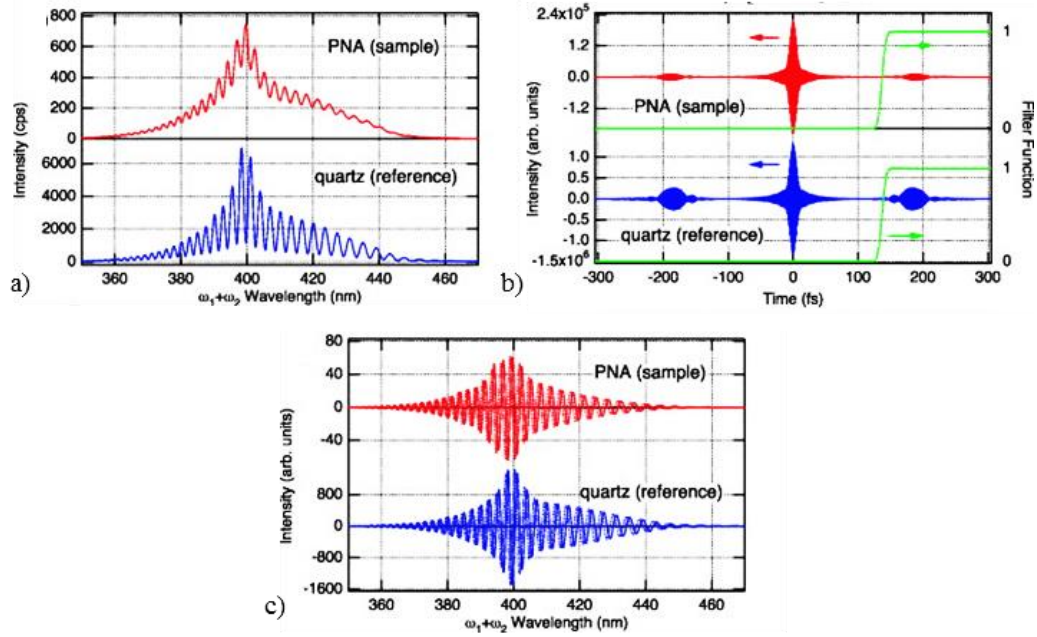 800
600
400
200
0
PNA (sample)
6000
4000
2000
0
quartz (reference)
Intensity (cps)
360 380 400 420 440 460
ω₁+ω₂ Wavelength (nm)
a)
2.4x10⁵
1.2
0.0
-1.2
PNA (sample)
1
0
1.0
0.5
0.0
-0.5
-1.0
-1.5x10⁶
quartz (reference)
1
0
Intensity (arb. units)
Filter Function
-300 -200 -100 0 100 200 300
Time (fs)
b)
80
40
0
-40
PNA (sample)
800
0
-800
-1600
quartz (reference)
Intensity (arb. units)
360 380 400 420 440 460
ω₁+ω₂ Wavelength (nm)
c)